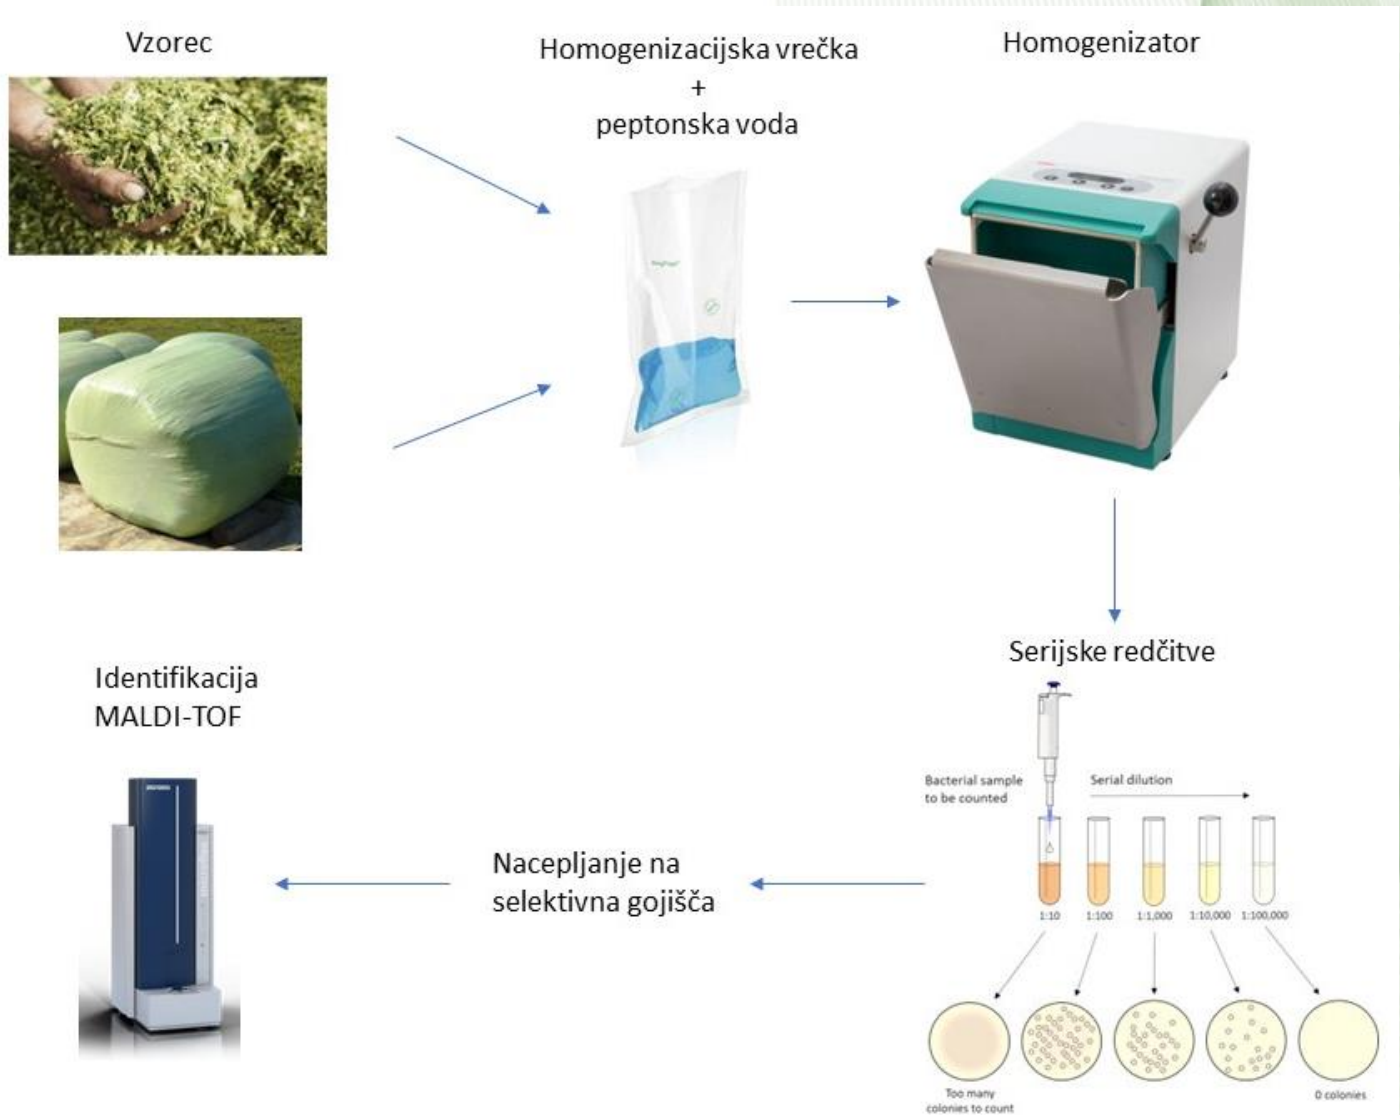 Vzorec
Homogenizacijska vrečka
+
peptonska voda
Homogenizator
Serijske redčitve
Bacterial sample
to be counted
Serial dilution
1:10 1:100 1:1,000 1:10,000 1:100,000
Too many
colonies to count
0 colonies
Nacepljanje na
selektivna gojišča
Identifikacija
MALDI-TOF